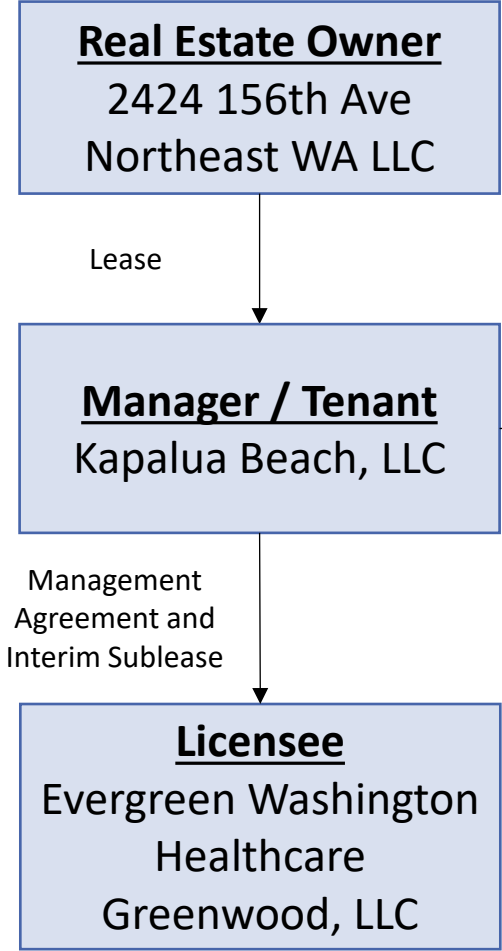 Real Estate Owner
2424 156th Ave
Northeast WA LLC
Lease
Manager / Tenant
Kapalua Beach, LLC
Management
Agreement and
Interim Sublease
Licensee
Evergreen Washington
Healthcare
Greenwood, LLC